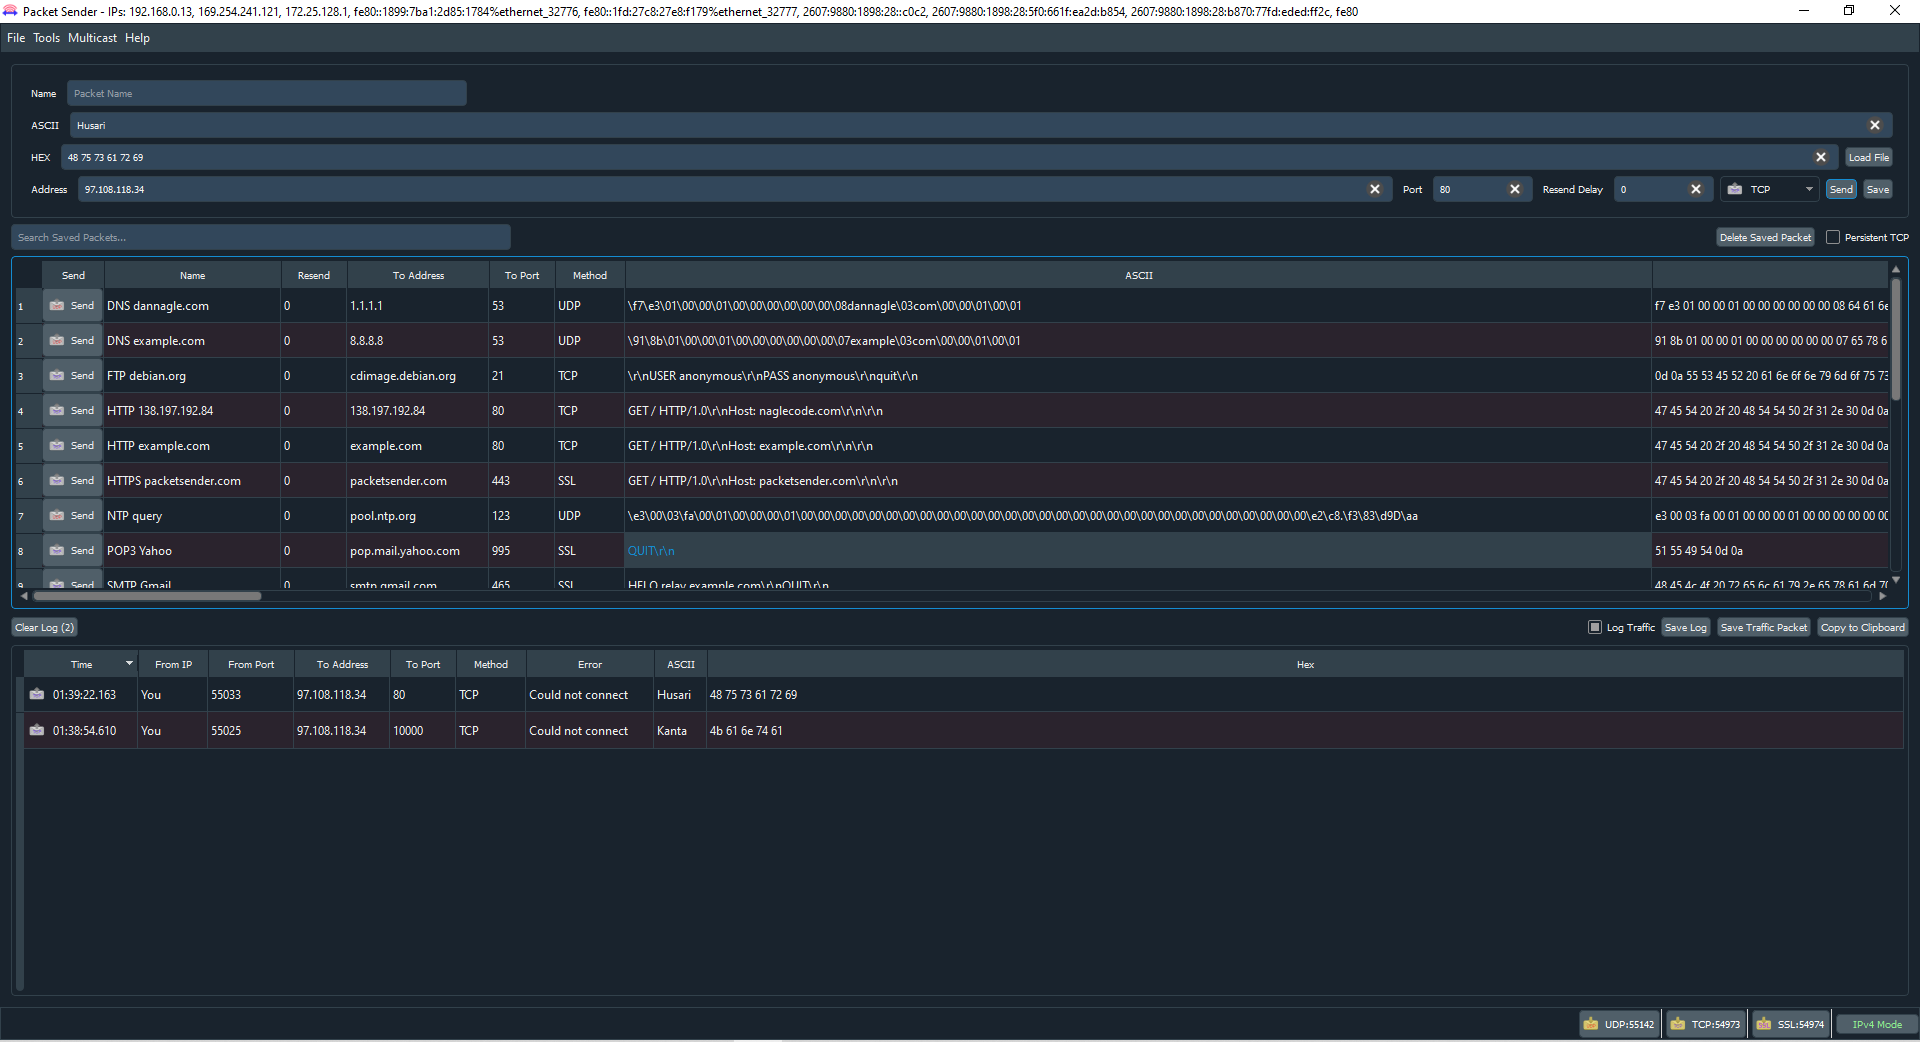 Packet Sender - IPs: 192.168.0.13, 169.254.241.121, 172.25.128.1, fe80::1899:7ba1:2d85:1784%ethernet_32776, fe80::1fd:27c8:27e8:f179%ethernet_32777, 2607:9880:1898:28::c0c2, 2607:9880:1898:28:5f0:661f:ea2d:b854, 2607:9880:1898:28:b870:77fd:eded:ff2c, fe80
File Tools Multicast Help
Name Packet Name
ASCII Husari
HEX 48 75 73 61 72 69 Load File
Address 97.108.118.34 Port 80 Resend Delay 0 TCP Send Save
Search Saved Packets... Delete Saved Packet Persistent TCP
Send Name Resend To Address To Port Method ASCII
1 Send DNS dannagle.com 0 1.1.1.1 53 UDP \f7\e3\01\00\00\01\00\00\00\00\00\00\08dannagle\03com\00\00\01\00\01 f7 e3 01 00 00 01 00 00 00 00 00 00 08 64 61 6e
2 Send DNS example.com 0 8.8.8.8 53 UDP \91\8b\01\00\00\01\00\00\00\00\00\00\07example\03com\00\00\01\00\01 91 8b 01 00 00 01 00 00 00 00 00 00 07 65 78 6
3 Send FTP debian.org 0 cdimage.debian.org 21 TCP \r\nUSER anonymous\r\nPASS anonymous\r\nquit\r\n 0d 0a 55 53 45 52 20 61 6e 6f 6e 79 6d 6f 75 73
4 Send HTTP 138.197.192.84 0 138.197.192.84 80 TCP GET / HTTP/1.0\r\nHost: naglecode.com\r\n\r\n 47 45 54 20 2f 20 48 54 54 50 2f 31 2e 30 0d 0a
5 Send HTTP example.com 0 example.com 80 TCP GET / HTTP/1.0\r\nHost: example.com\r\n\r\n 47 45 54 20 2f 20 48 54 54 50 2f 31 2e 30 0d 0a
6 Send HTTPS packetsender.com 0 packetsender.com 443 SSL GET / HTTP/1.0\r\nHost: packetsender.com\r\n\r\n 47 45 54 20 2f 20 48 54 54 50 2f 31 2e 30 0d 0a
7 Send NTP query 0 pool.ntp.org 123 UDP \e3\00\03\fa\00\01\00\00\00\01\00\00\00\00\00\00\00\00\00\00\00\00\00\00\00\00\00\00\00\00\00\00\00\00\00\00\00\00\00\00\e2\c8.\f3\83\d9D\aa e3 00 03 fa 00 01 00 00 00 01 00 00 00 00 00 00
8 Send POP3 Yahoo 0 pop.mail.yahoo.com 995 SSL QUIT\r\n 51 55 49 54 0d 0a
9 Send SMTP Gmail 0 smtp.gmail.com 465 SSL HELO relay.example.com\r\nQUIT\r\n 48 45 4c 4f 20 72 65 6c 61 79 2e 65 78 61 6d 70
Clear Log (2) Log Traffic Save Log Save Traffic Packet Copy to Clipboard
Time From IP From Port To Address To Port Method Error ASCII Hex
01:39:22.163 You 55033 97.108.118.34 80 TCP Could not connect Husari 48 75 73 61 72 69
01:38:54.610 You 55025 97.108.118.34 10000 TCP Could not connect Kanta 4b 61 6e 74 61
UDP:55142 TCP:54973 SSL:54974 IPv4 Mode